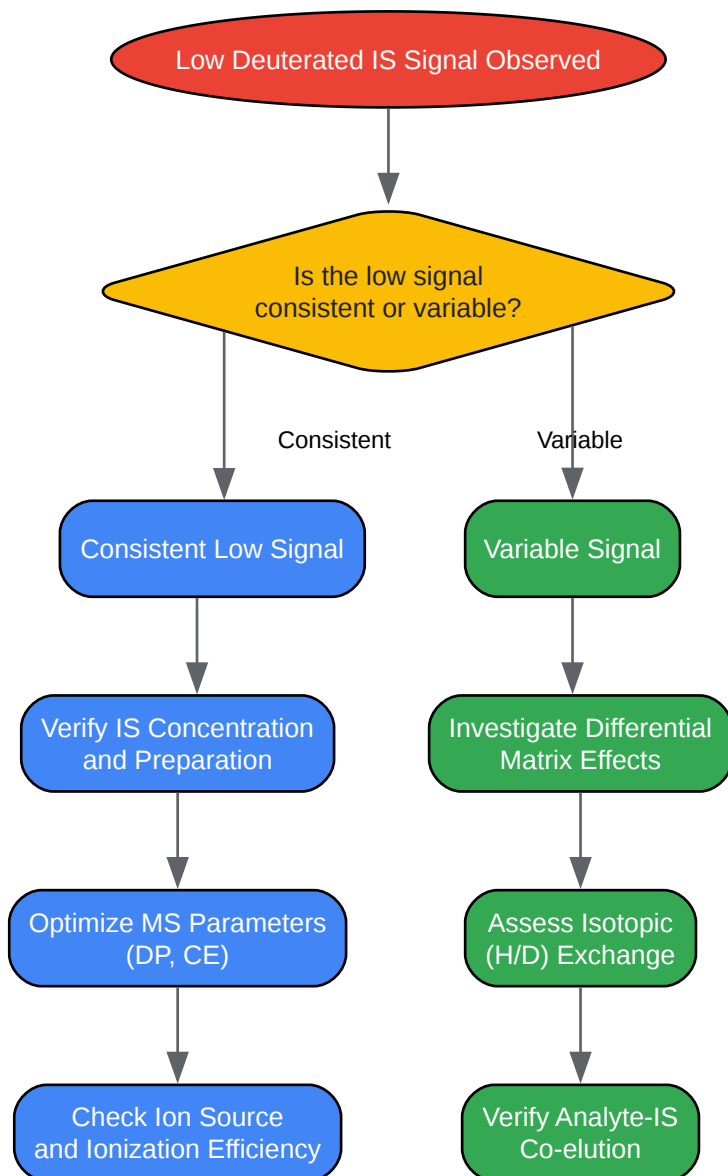 Low Deuterated IS Signal Observed
Is the low signal
consistent or variable?
Consistent
Variable
Consistent Low Signal
Variable Signal
Verify IS Concentration
and Preparation
Investigate Differential
Matrix Effects
Optimize MS Parameters
(DP, CE)
Assess Isotopic
(H/D) Exchange
Check Ion Source
and Ionization Efficiency
Verify Analyte-IS
Co-elution